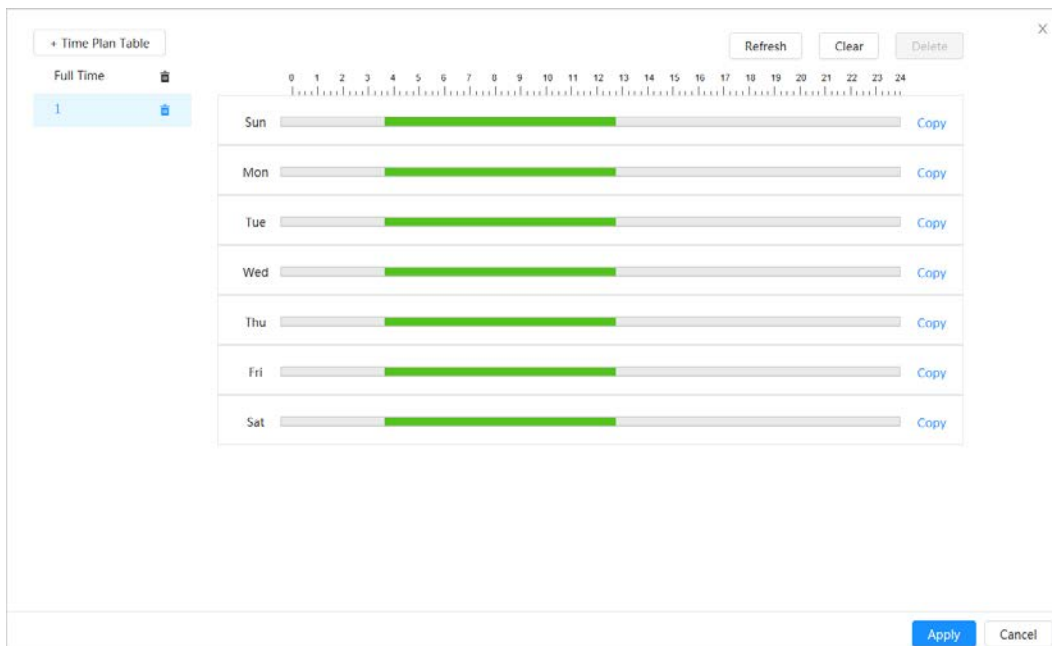 X
+ Time Plan Table
Refresh Clear Delete
Full Time
0 1 2 3 4 5 6 7 8 9 10 11 12 13 14 15 16 17 18 19 20 21 22 23 24
1
Sun Copy
Mon Copy
Tue Copy
Wed Copy
Thu Copy
Fri Copy
Sat Copy
Apply Cancel